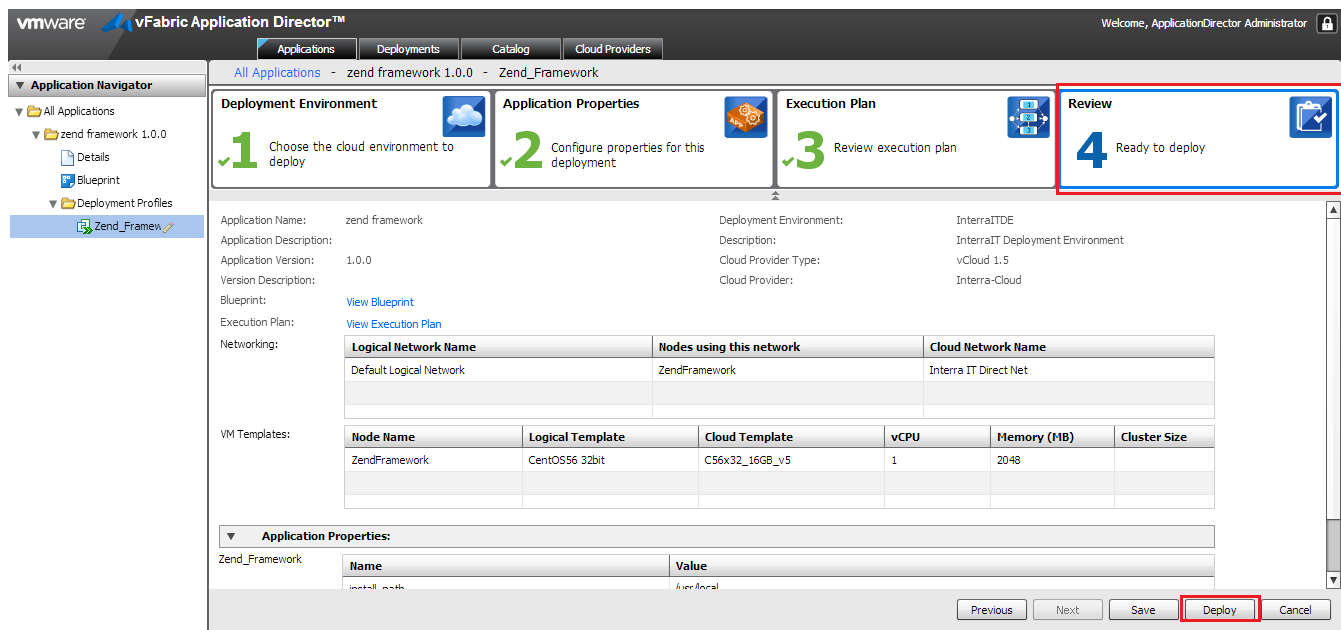 vmware vFabric Application Director™
Welcome, ApplicationDirector Administrator
Applications Deployments Catalog Cloud Providers
Application Navigator
All Applications
zend framework 1.0.0
Details
Blueprint
Deployment Profiles
Zend_Framew
All Applications - zend framework 1.0.0 - Zend_Framework
Deployment Environment
1 Choose the cloud environment to
deploy
Application Properties
APP
2 Configure properties for this
deployment
Execution Plan
1
2
3
3 Review execution plan
Review
4 Ready to deploy
Application Name: zend framework Deployment Environment: InterraITDE
Application Description: Description: InterraIT Deployment Environment
Application Version: 1.0.0 Cloud Provider Type: vCloud 1.5
Version Description: Cloud Provider: Interra-Cloud
Blueprint: View Blueprint
Execution Plan: View Execution Plan
Networking:
Logical Network Name Nodes using this network Cloud Network Name
Default Logical Network ZendFramework Interra IT Direct Net
VM Templates:
Node Name Logical Template Cloud Template vCPU Memory (MB) Cluster Size
ZendFramework CentOS56 32bit C56x32_16GB_v5 1 2048
Application Properties:
Zend_Framework
Name Value
install_path /usr/local
Previous Next Save Deploy Cancel